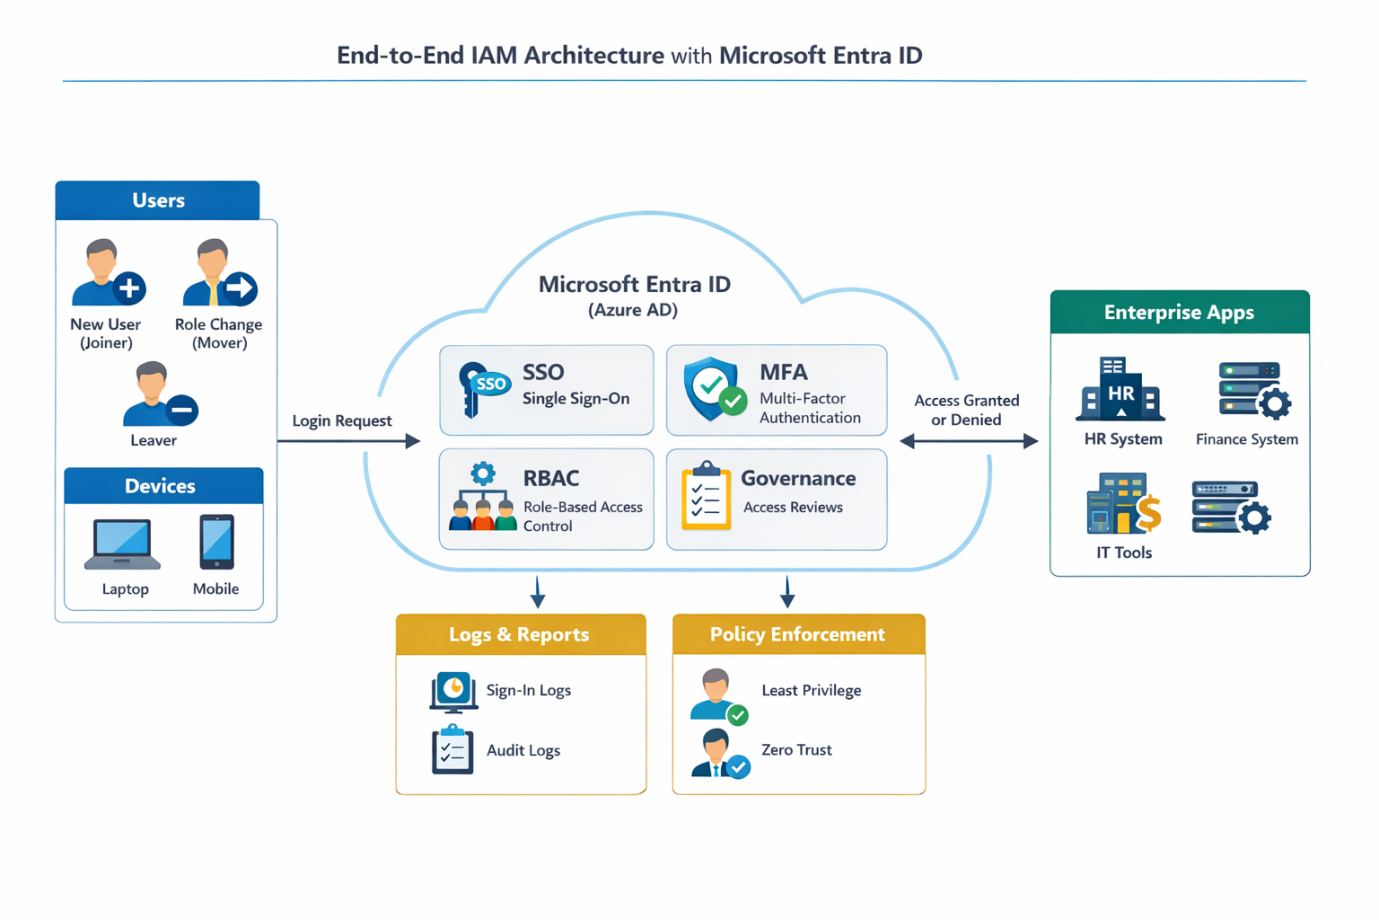 End-to-End IAM Architecture with Microsoft Entra ID
Users
New User
(Joiner)
Role Change
(Mover)
Leaver
Devices
Laptop
Mobile
Login Request
Microsoft Entra ID
(Azure AD)
SSO
SSO
Single Sign-On
MFA
Multi-Factor
Authentication
RBAC
Role-Based Access
Control
Governance
Access Reviews
Access Granted
or Denied
Enterprise Apps
HR
HR System
Finance System
$
IT Tools
Logs & Reports
Sign-In Logs
Audit Logs
Policy Enforcement
Least Privilege
Zero Trust